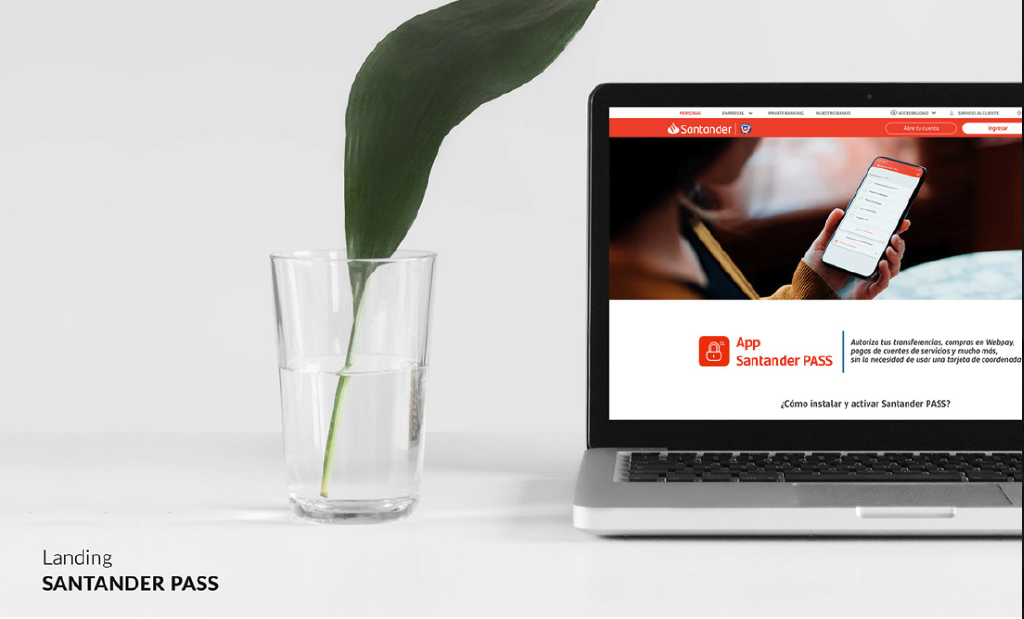 PERSONAS EMPRESAS PRIVATE BANKING NUESTRO BANCO ACCESIBILIDAD SERVICIO AL CLIENTE
Santander Abre tu cuenta Ingresar
App
Santander PASS
Autoriza tus transferencias, compras en Webpay,
pagos de cuentas de servicios y mucho más,
sin la necesidad de usar una tarjeta de coordenada
¿Cómo instalar y activar Santander PASS?
Landing
SANTANDER PASS